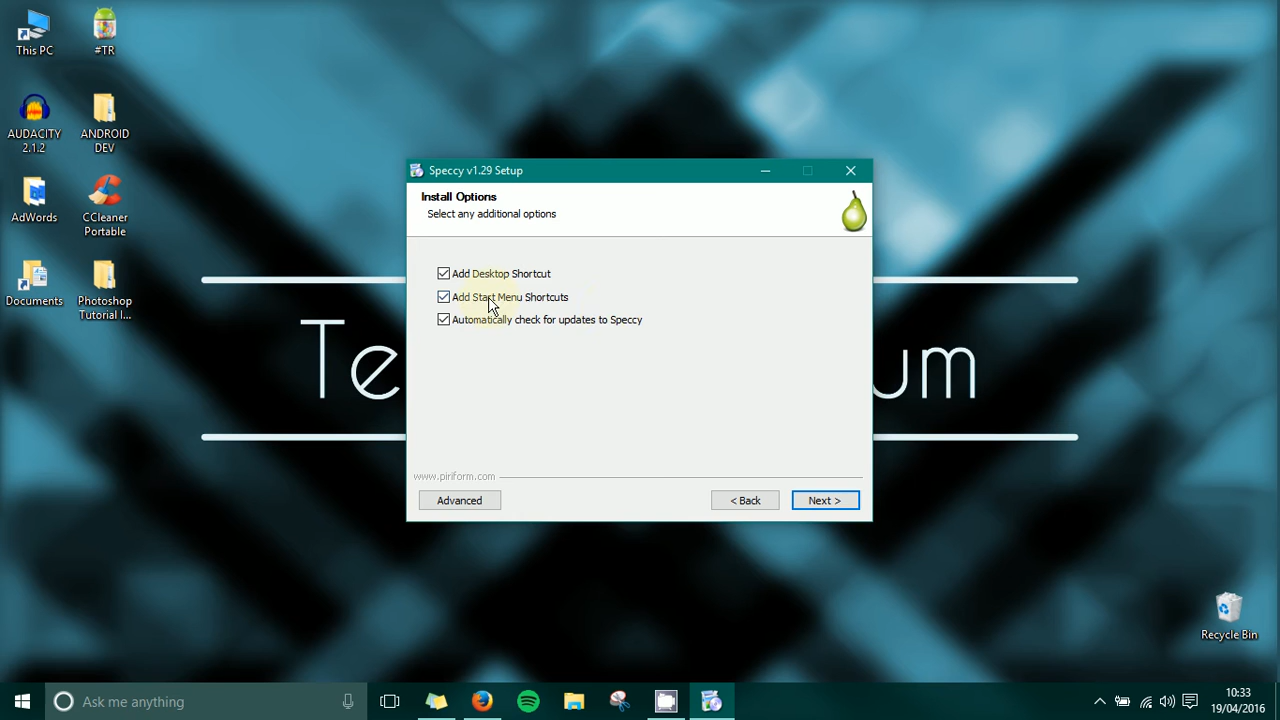 This PC
#TR
AUDACITY
2.1.2
ANDROID
DEV
AdWords
CCleaner
Portable
Documents
Photoshop
Tutorial I...
Speccy v1.29 Setup
Install Options
Select any additional options
Add Desktop Shortcut
Add Start Menu Shortcuts
Automatically check for updates to Speccy
Te
um
www.piriform.com
Advanced
< Back
Next >
Recycle Bin
Ask me anything
10:33
19/04/2016